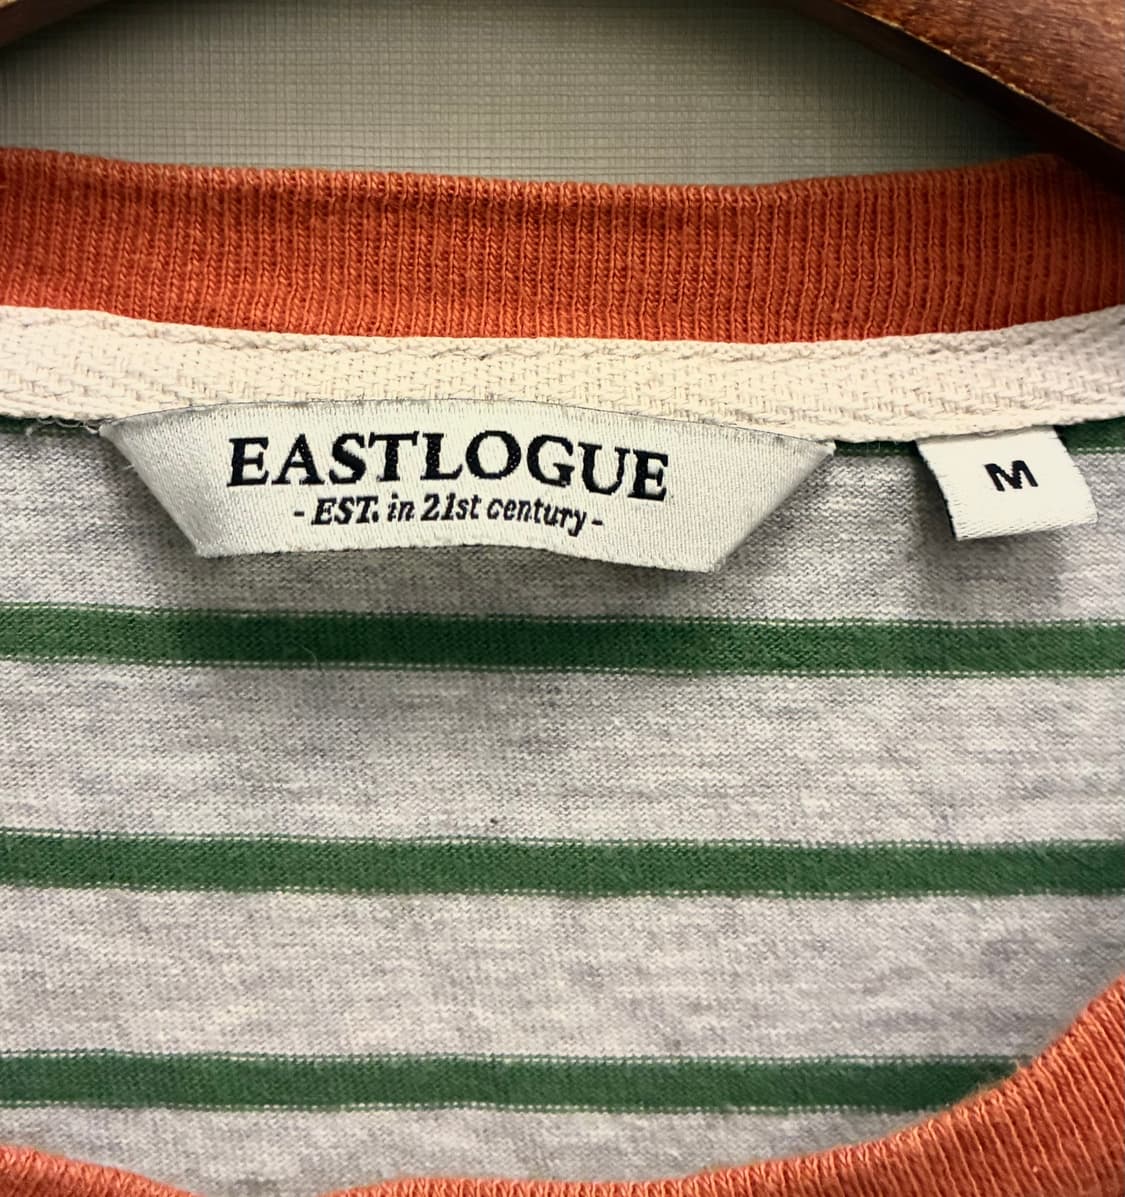 EASTLOGUE
- EST. in 21st century -
M